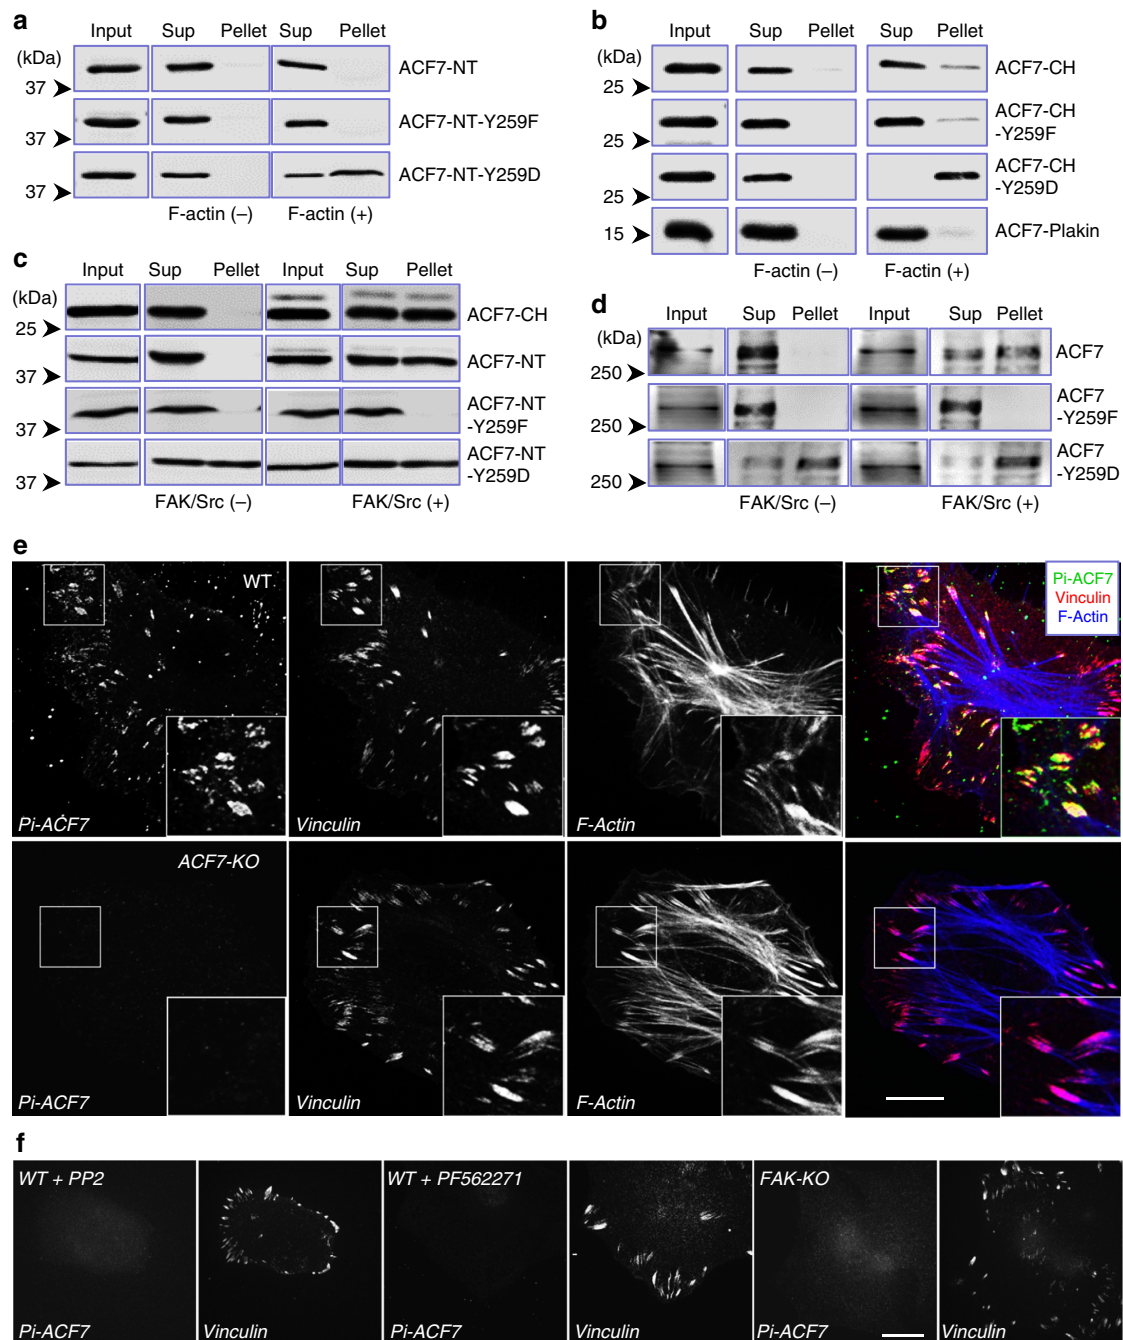 a
Input Sup Pellet Sup Pellet
(kDa)
37
ACF7-NT
37
ACF7-NT-Y259F
37
ACF7-NT-Y259D
F-actin (–) F-actin (+)
b
Input Sup Pellet Sup Pellet
(kDa)
25
ACF7-CH
25
ACF7-CH
-Y259F
25
ACF7-CH
-Y259D
15
ACF7-Plakin
F-actin (–) F-actin (+)
c
Input Sup Pellet Input Sup Pellet
(kDa)
25
ACF7-CH
37
ACF7-NT
37
ACF7-NT
-Y259F
37
ACF7-NT
-Y259D
FAK/Src (–) FAK/Src (+)
d
Input Sup Pellet Input Sup Pellet
(kDa)
250
ACF7
250
ACF7
-Y259F
250
ACF7
-Y259D
FAK/Src (–) FAK/Src (+)
e
WT
Pi-ACF7
Vinculin
F-Actin
Pi-ACF7 Vinculin F-Actin
ACF7-KO
Pi-ACF7 Vinculin F-Actin
f
WT + PP2 WT + PF562271 FAK-KO
Pi-ACF7 Vinculin Pi-ACF7 Vinculin Pi-ACF7 Vinculin